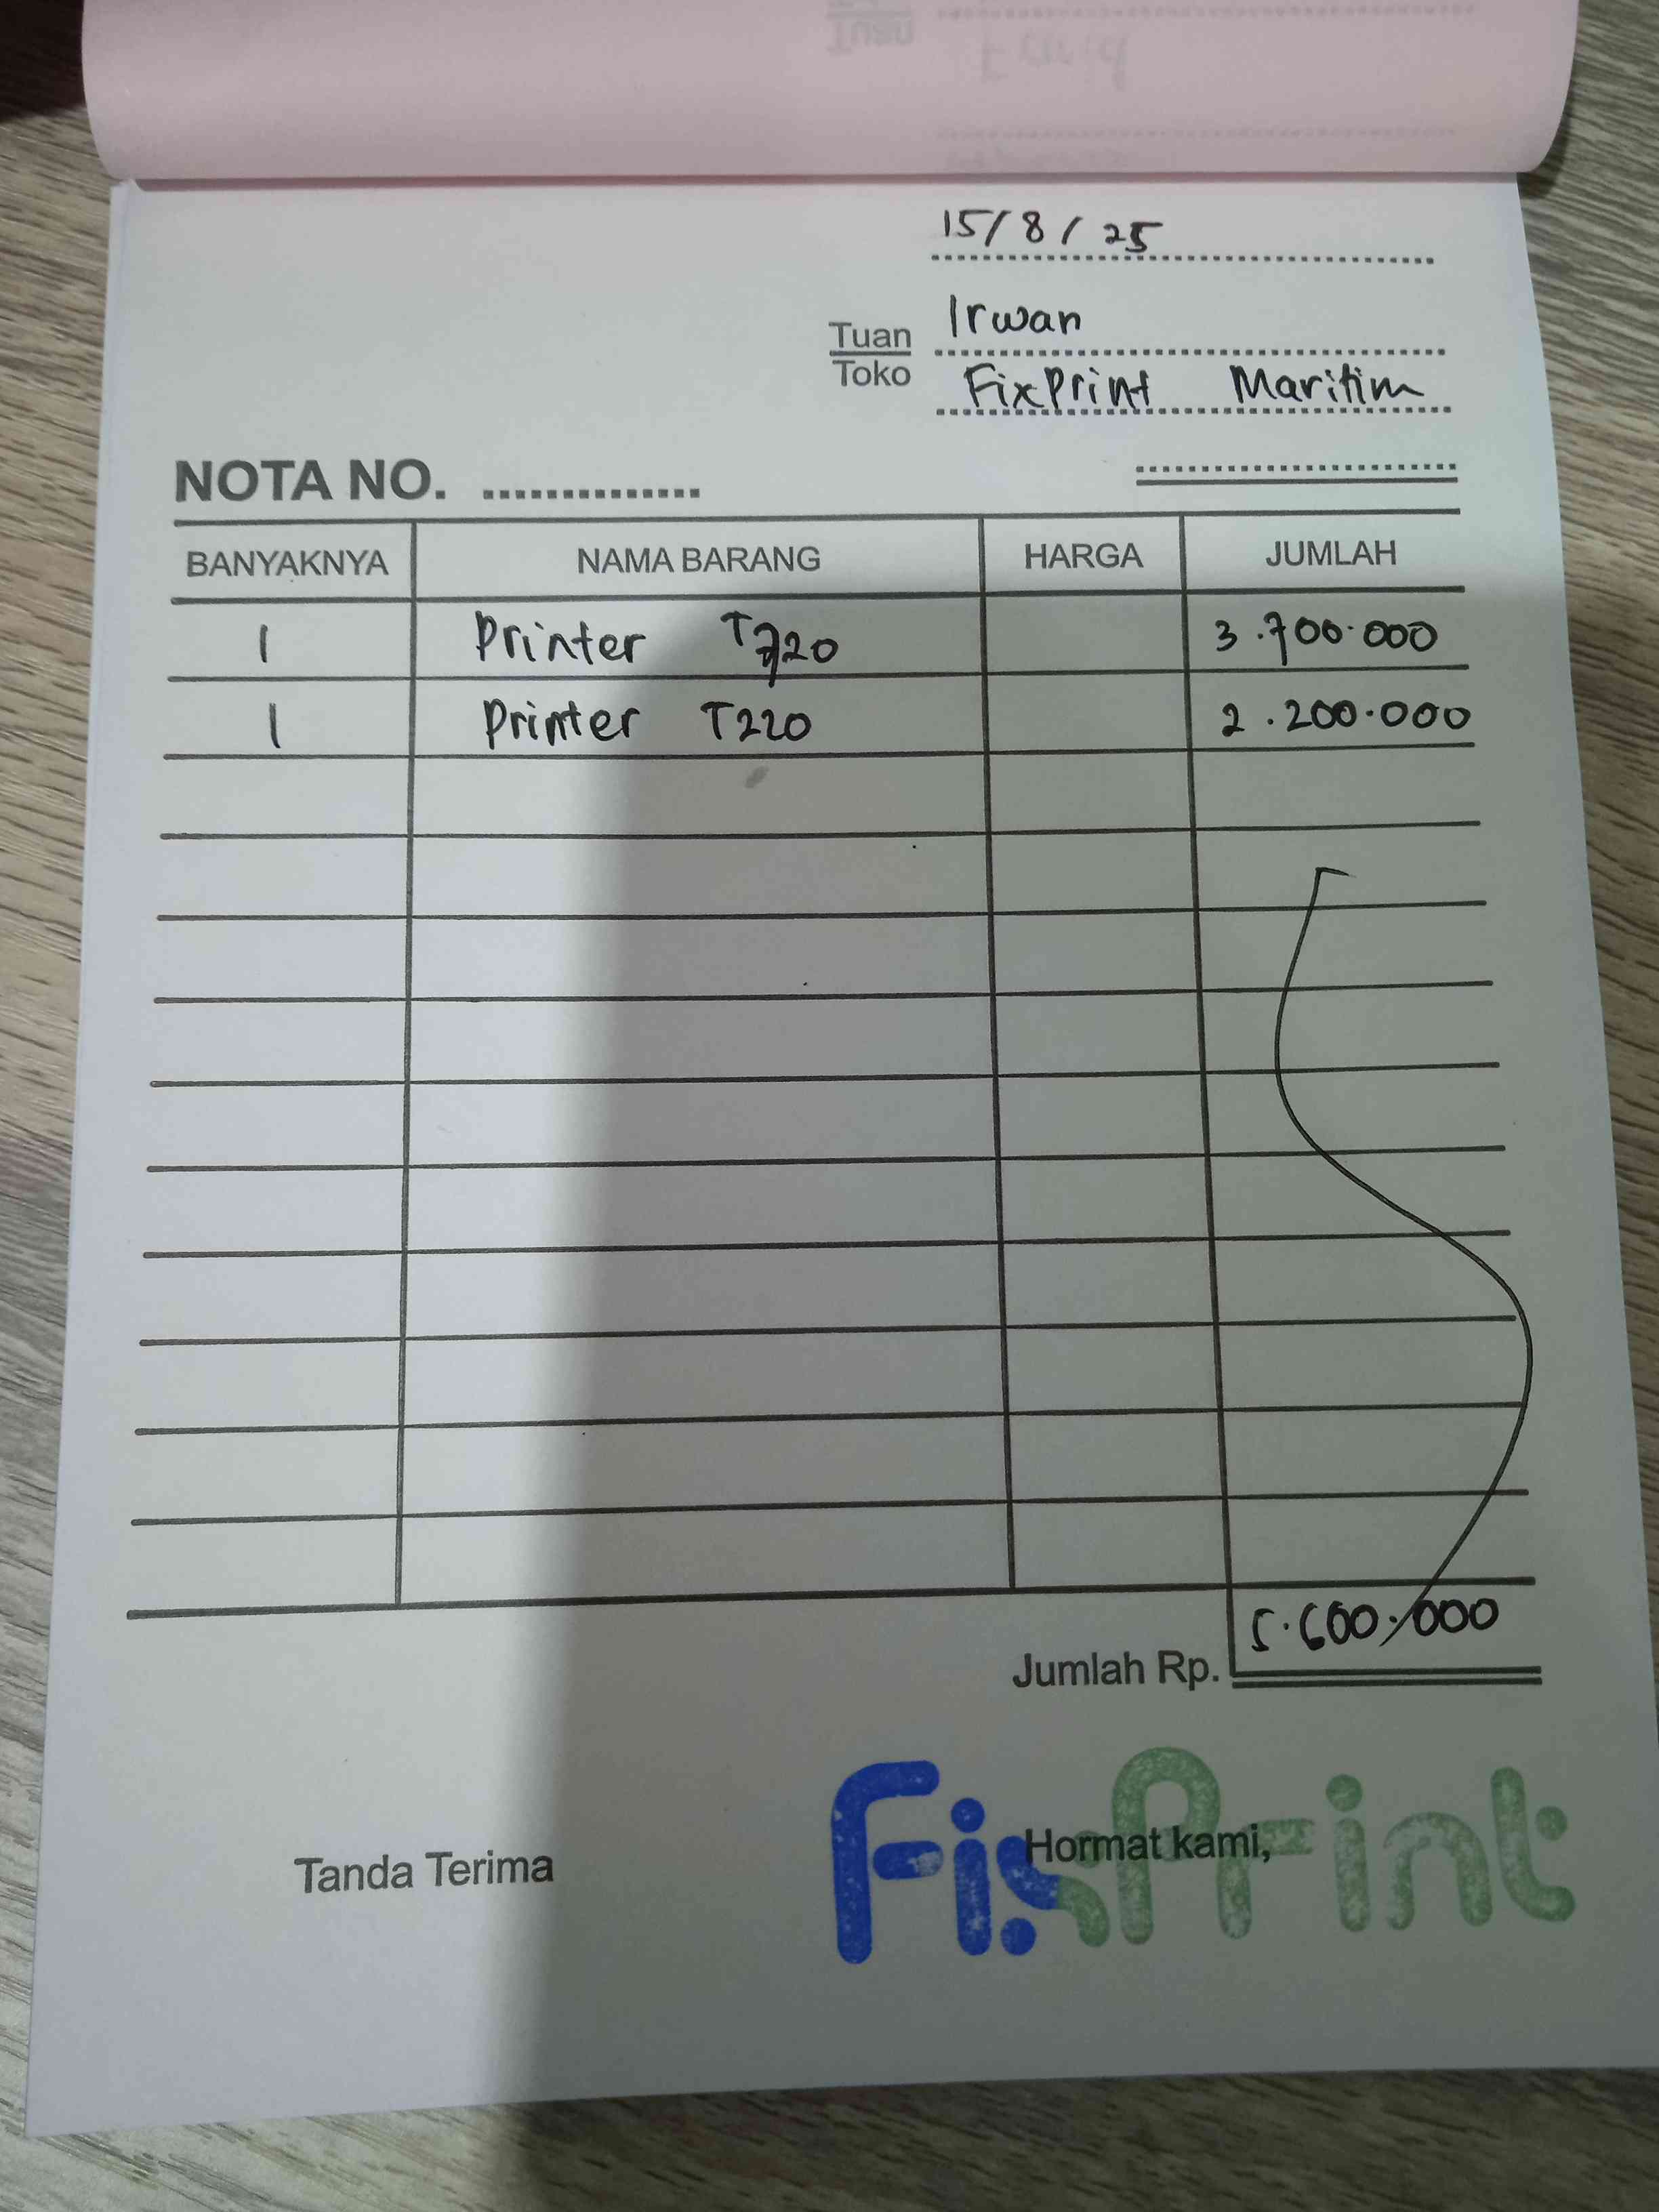 15/8/25
Tuan Irwan
Toko FixPrint Maritim
NOTA NO. ..............
BANYAKNYA NAMA BARANG HARGA JUMLAH
1 Printer T720 3.700.000
1 Printer T220 2.200.000
Jumlah Rp. 5.600.000
Tanda Terima Hormat kami,
FixPrint